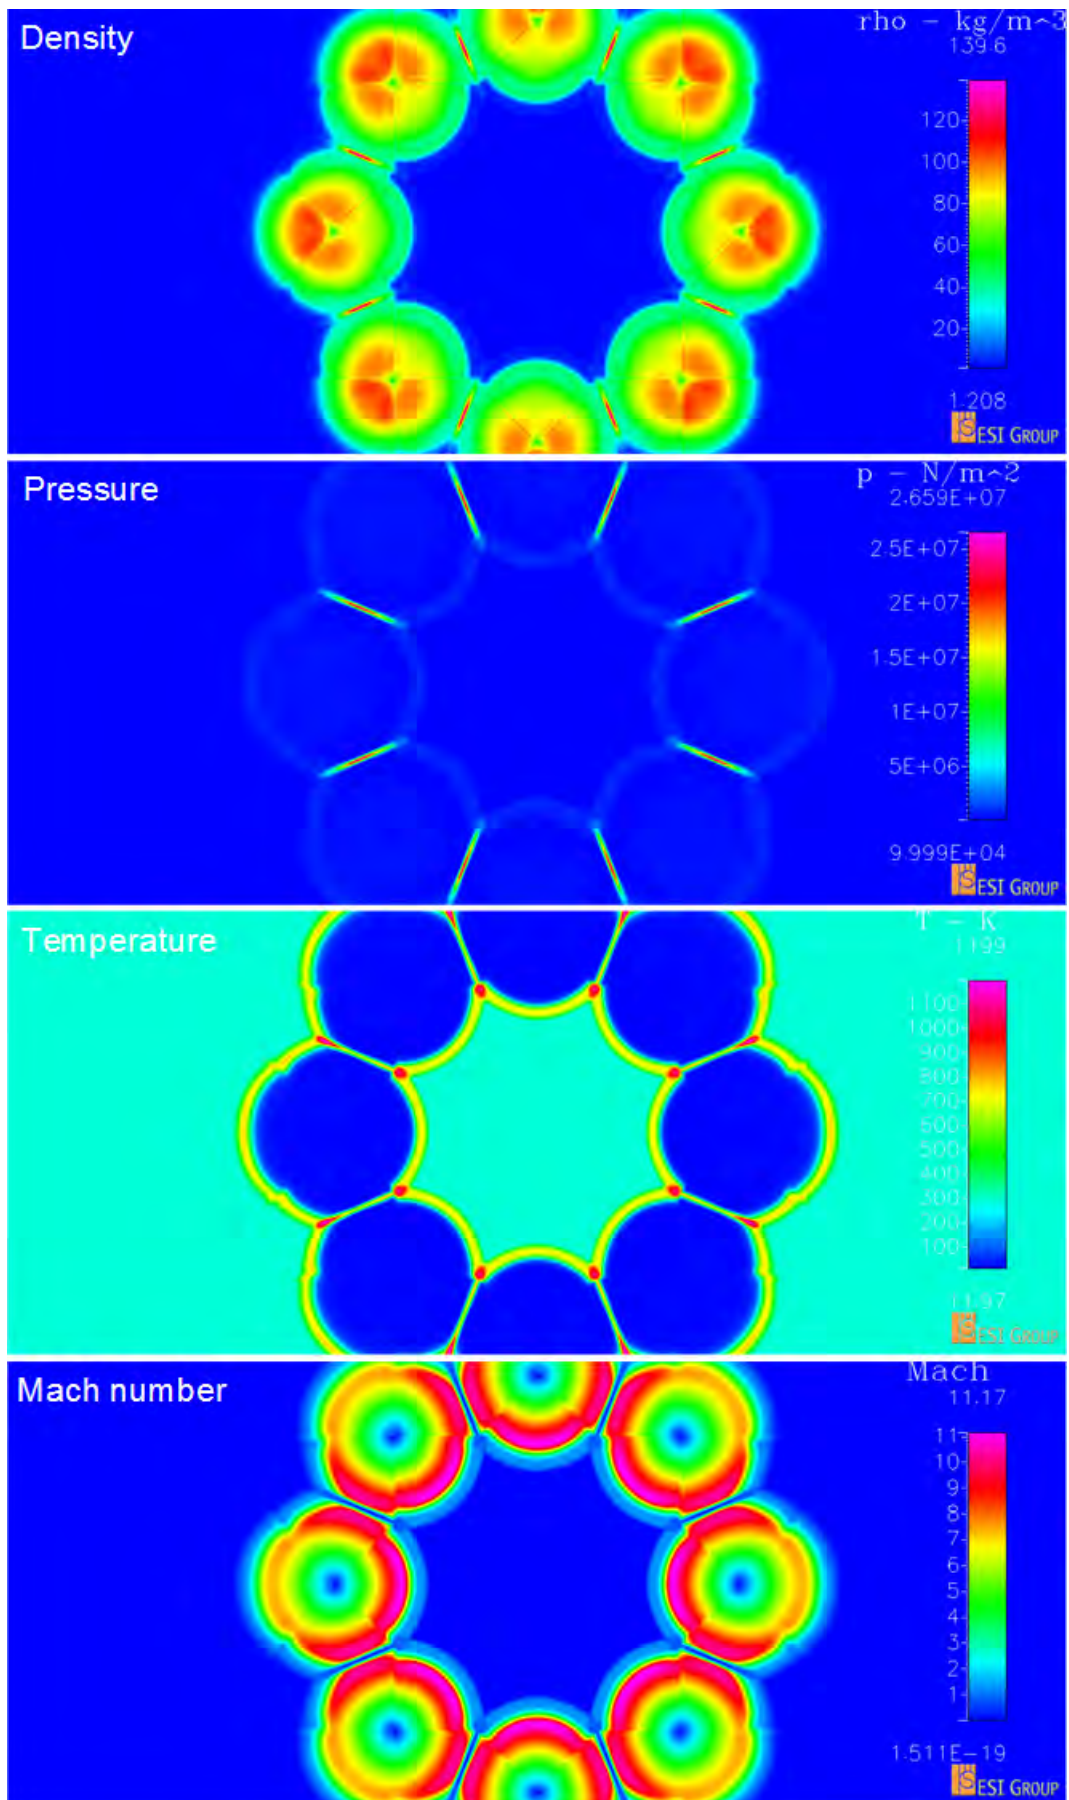 Density
rho - kg/m^3
139.6
120
100
80
60
40
20
1.208
ESI GROUP
Pressure
p - N/m^2
2.659E+07
2.5E+07
2E+07
1.5E+07
1E+07
5E+06
9.999E+04
ESI GROUP
Temperature
T - K
1199
1100
1000
900
800
700
600
500
400
300
200
100
11.97
ESI GROUP
Mach number
Mach
11.17
11
10
9
8
7
6
5
4
3
2
1
1.511E-19
ESI GROUP